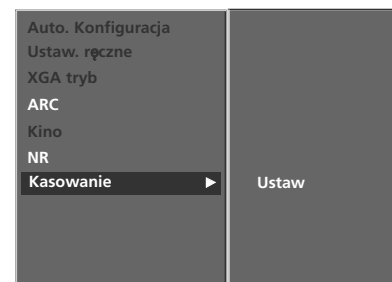 Auto. Konfiguracja
Ustaw. ręczne
XGA tryb
ARC
Kino
NR
Kasowanie ► Ustaw